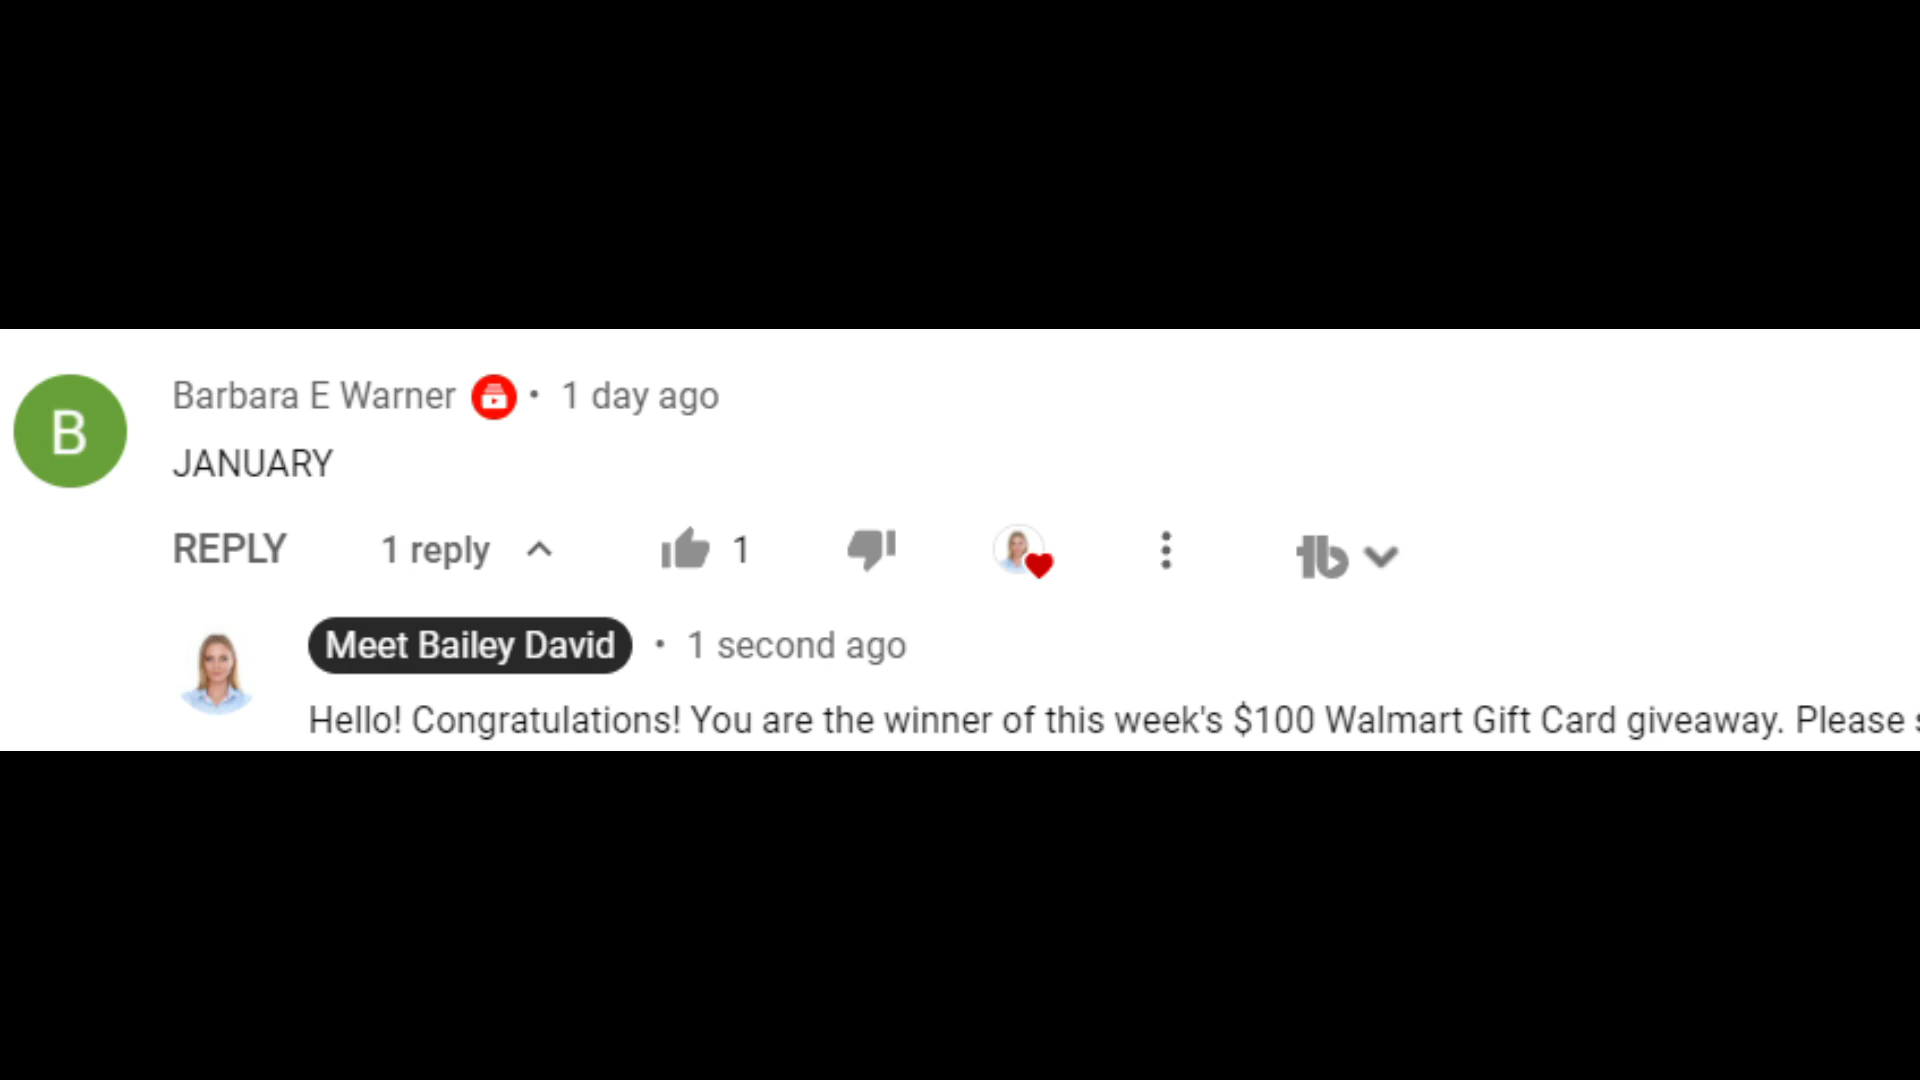 B
Barbara E Warner • 1 day ago
JANUARY
REPLY 1 reply 1
Meet Bailey David • 1 second ago
Hello! Congratulations! You are the winner of this week's $100 Walmart Gift Card giveaway. Please